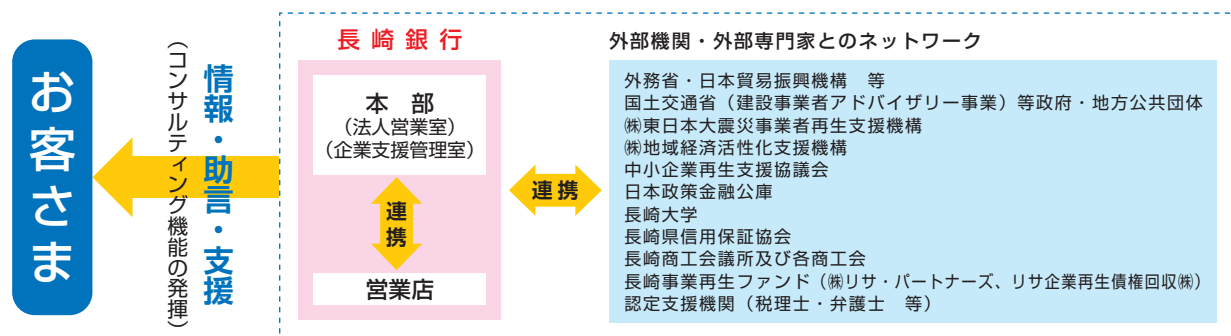 お客さま
情報・助言・支援
（コンサルティング機能の発揮）
長崎銀行
本　部
（法人営業室）
（企業支援管理室）
連携
営業店
連携
外部機関・外部専門家とのネットワーク
外務省・日本貿易振興機構　等
国土交通省（建設事業者アドバイザリー事業）等政府・地方公共団体
㈱東日本大震災事業者再生支援機構
㈱地域経済活性化支援機構
中小企業再生支援協議会
日本政策金融公庫
長崎大学
長崎県信用保証協会
長崎商工会議所及び各商工会
長崎事業再生ファンド（㈱リサ・パートナーズ、リサ企業再生債権回収㈱）
認定支援機関（税理士・弁護士　等）